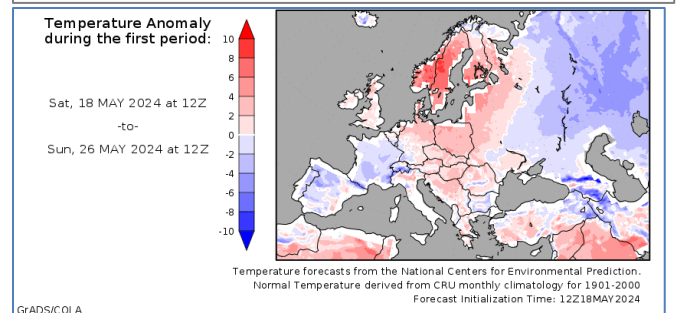 Temperature Anomaly
during the first period:
Sat, 18 MAY 2024 at 12Z
-to-
Sun, 26 MAY 2024 at 12Z
10
8
6
4
2
0
-2
-4
-6
-8
-10
Temperature forecasts from the National Centers for Environmental Prediction.
Normal Temperature derived from CRU monthly climatology for 1901-2000
Forecast Initialization Time: 12Z18MAY2024
GrADS/COLA